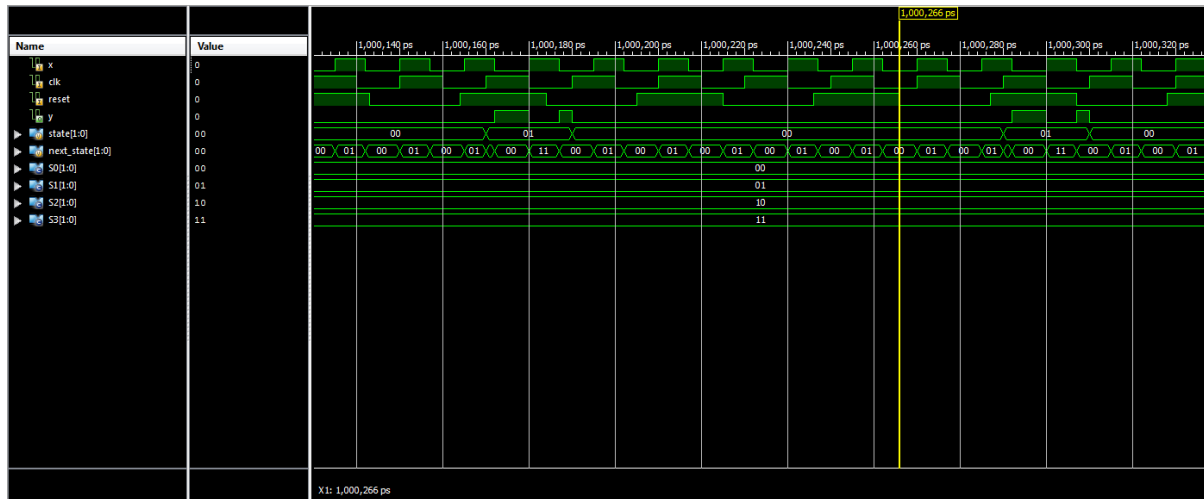 1,000,266 ps
Name Value 1,000,140 ps 1,000,160 ps 1,000,180 ps 1,000,200 ps 1,000,220 ps 1,000,240 ps 1,000,260 ps 1,000,280 ps 1,000,300 ps 1,000,320 ps
x 0
clk 0
reset 0
y 0
state[1:0] 00 00 01 00 01 00
next_state[1:0] 00 00 01 00 01 00 01 00 11 00 01 00 01 00 01 00 01 00 01 00 01 00 01 00 11 00 01 00 01
S0[1:0] 00 00
S1[1:0] 01 01
S2[1:0] 10 10
S3[1:0] 11 11
X1: 1,000,266 ps